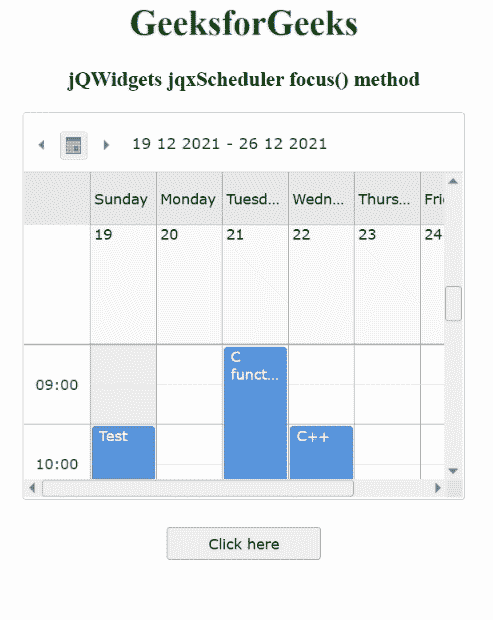 GeeksforGeeks
jQWidgets jqxScheduler focus() method
19 12 2021 - 26 12 2021
Sunday Monday Tuesd... Wedn... Thurs... Fri
19 20 21 22 23 24
09:00
C
funct...
Test
C++
10:00
Click here